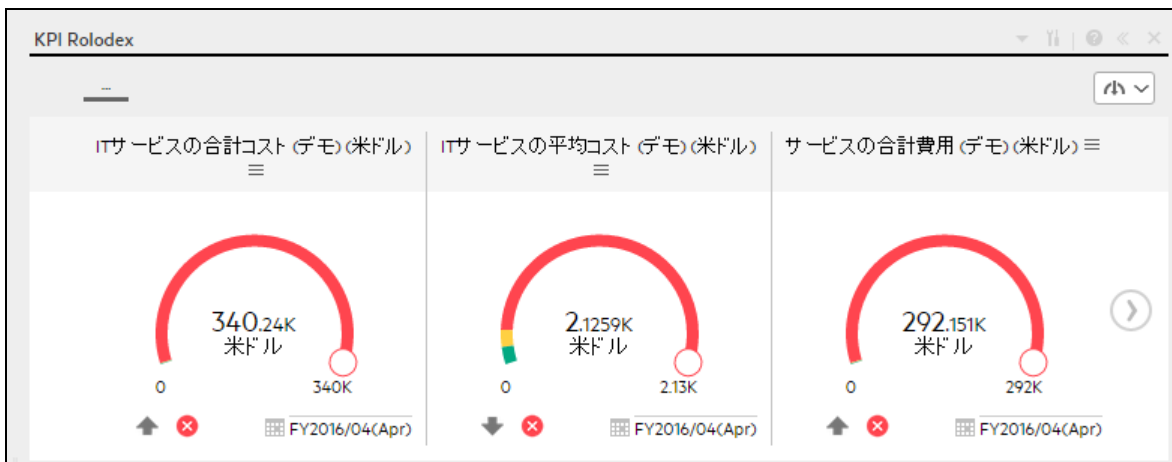 KPI Rolodex
...
ITサービスの合計コスト (デモ) (米ドル)
ITサービスの平均コスト (デモ) (米ドル)
サービスの合計費用 (デモ) (米ドル)
340.24K
米ドル
0
340K
FY2016/04(Apr)
2.1259K
米ドル
0
2.13K
FY2016/04(Apr)
292.151K
米ドル
0
292K
FY2016/04(Apr)